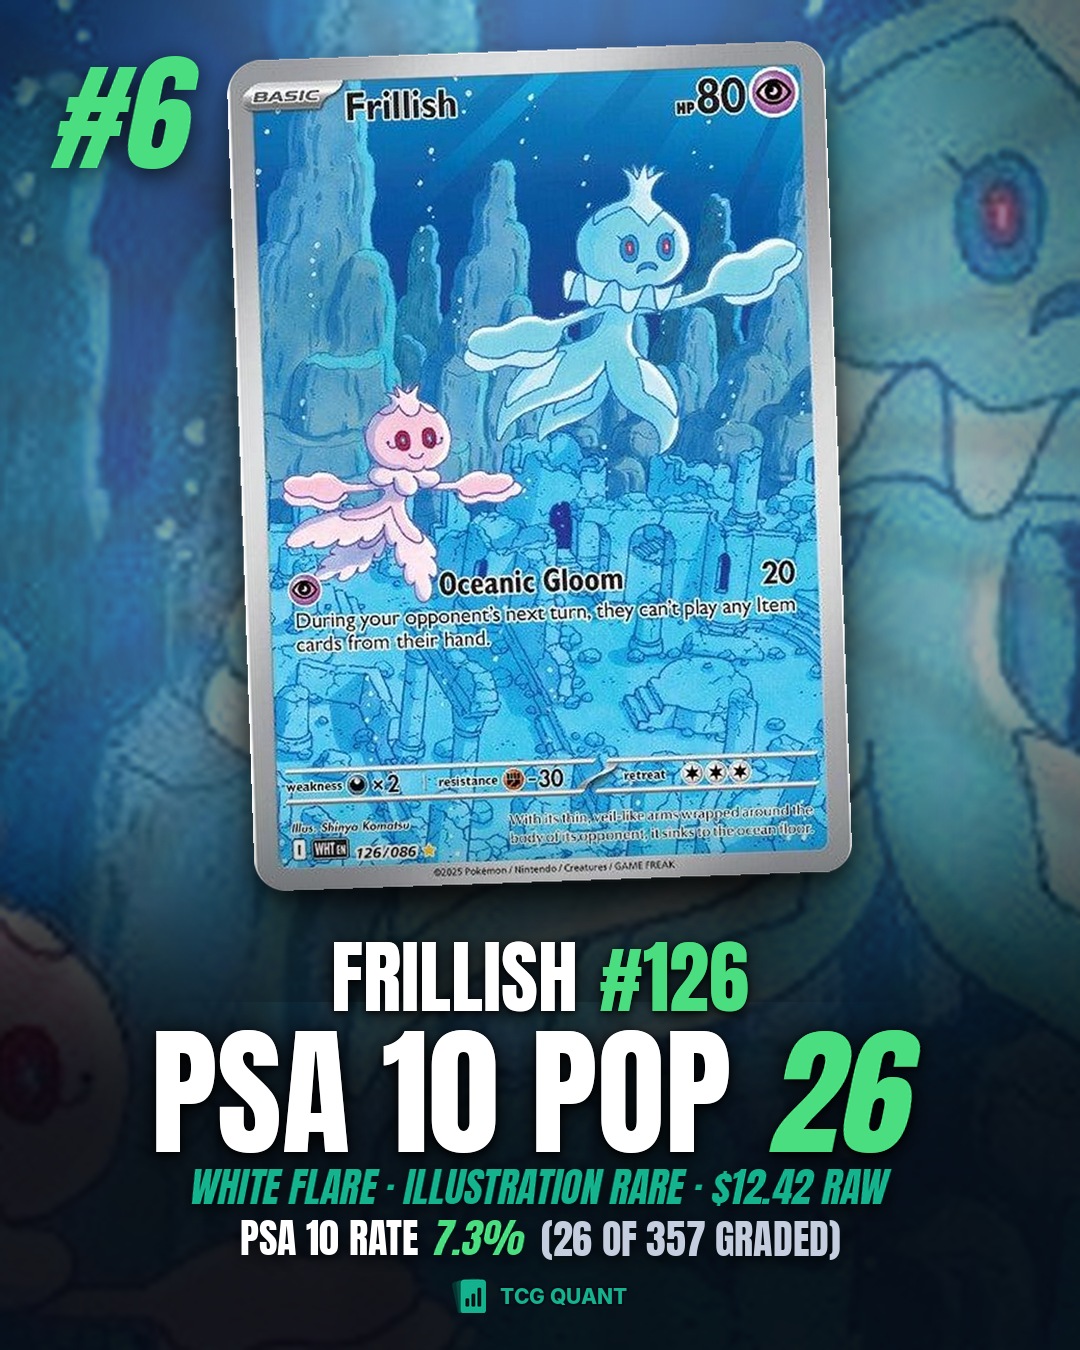 #6
BASIC Frillish HP 80
Oceanic Gloom 20
During your opponent's next turn, they can't play any Item
cards from their hand.
weakness ×2 resistance -30 retreat
Illus. Shinya Komatsu
With its thin, veil-like arms wrapped around the
body of its opponent, it sinks to the ocean floor.
I WHT EN 126/086
©2025 Pokémon / Nintendo / Creatures / GAME FREAK
FRILLISH #126
PSA 10 POP 26
WHITE FLARE · ILLUSTRATION RARE · $12.42 RAW
PSA 10 RATE 7.3% (26 OF 357 GRADED)
TCG QUANT